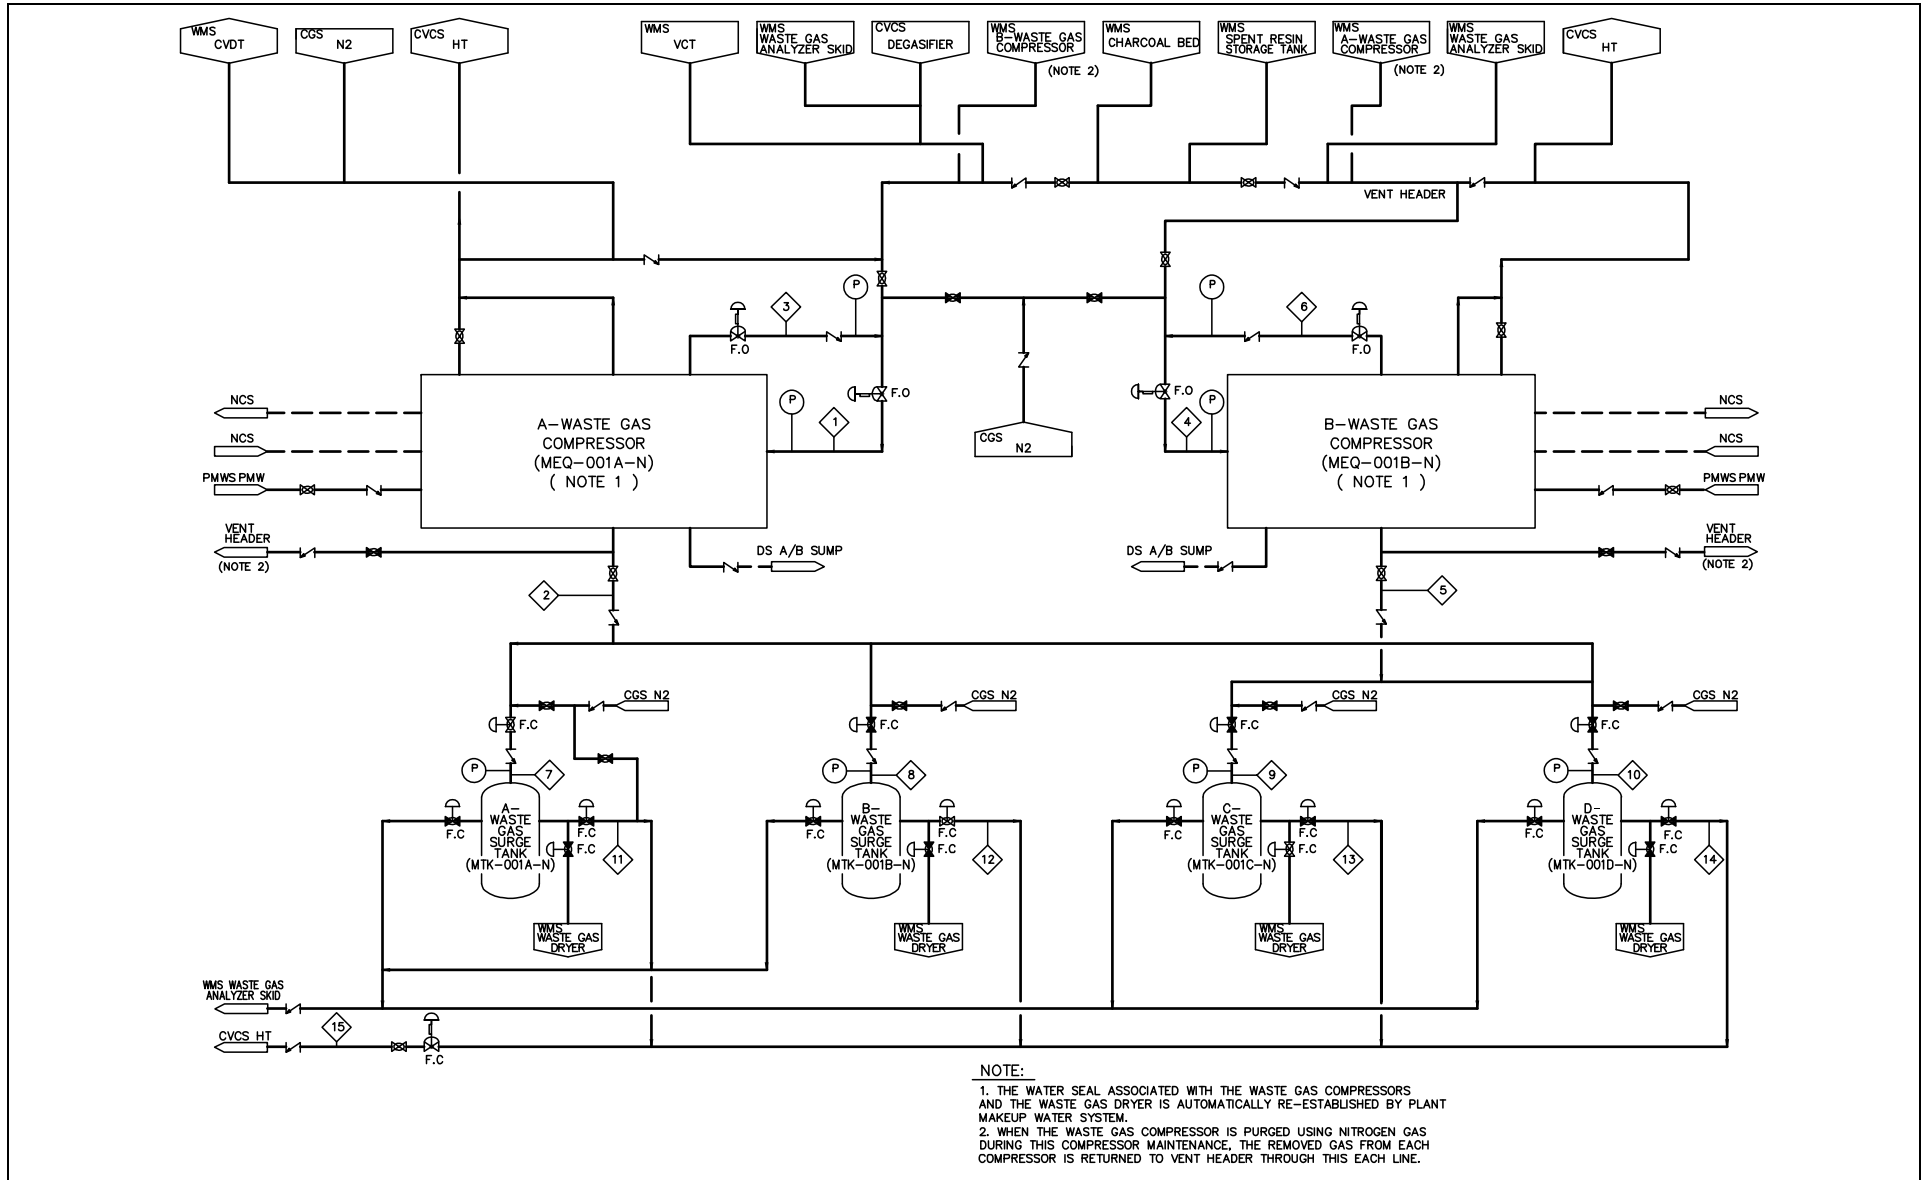 WMS
CVDT
CGS
N2
CVCS
HT
WMS
VCT
WMS
WASTE GAS
ANALYZER SKID
CVCS
DEGASIFIER
WMS
B-WASTE GAS
COMPRESSOR
(NOTE 2)
WMS
CHARCOAL BED
WMS
SPENT RESIN
STORAGE TANK
WMS
A-WASTE GAS
COMPRESSOR
(NOTE 2)
WMS
WASTE GAS
ANALYZER SKID
CVCS
HT
VENT HEADER
P
3
F.O
P
6
F.O
F.O
F.O
P
1
4
P
NCS
NCS
PMWS PMW
A-WASTE GAS
COMPRESSOR
(MEQ-001A-N)
( NOTE 1 )
CGS
N2
B-WASTE GAS
COMPRESSOR
(MEQ-001B-N)
( NOTE 1 )
NCS
NCS
PMWS PMW
VENT
HEADER
(NOTE 2)
DS A/B SUMP
DS A/B SUMP
VENT
HEADER
(NOTE 2)
2
5
CGS N2
CGS N2
CGS N2
CGS N2
F.C
F.C
F.C
F.C
P
7
P
8
P
9
P
10
F.C
A-
WASTE
GAS
SURGE
TANK
(MTK-001A-N)
F.C
F.C
11
F.C
B-
WASTE
GAS
SURGE
TANK
(MTK-001B-N)
F.C
F.C
12
F.C
C-
WASTE
GAS
SURGE
TANK
(MTK-001C-N)
F.C
F.C
13
F.C
D-
WASTE
GAS
SURGE
TANK
(MTK-001D-N)
F.C
F.C
14
WMS
WASTE GAS
DRYER
WMS
WASTE GAS
DRYER
WMS
WASTE GAS
DRYER
WMS
WASTE GAS
DRYER
WMS WASTE GAS
ANALYZER SKID
15
CVCS HT
F.C
NOTE:
1. THE WATER SEAL ASSOCIATED WITH THE WASTE GAS COMPRESSORS
AND THE WASTE GAS DRYER IS AUTOMATICALLY RE-ESTABLISHED BY PLANT
MAKEUP WATER SYSTEM.
2. WHEN THE WASTE GAS COMPRESSOR IS PURGED USING NITROGEN GAS
DURING THIS COMPRESSOR MAINTENANCE, THE REMOVED GAS FROM EACH
COMPRESSOR IS RETURNED TO VENT HEADER THROUGH THIS EACH LINE.